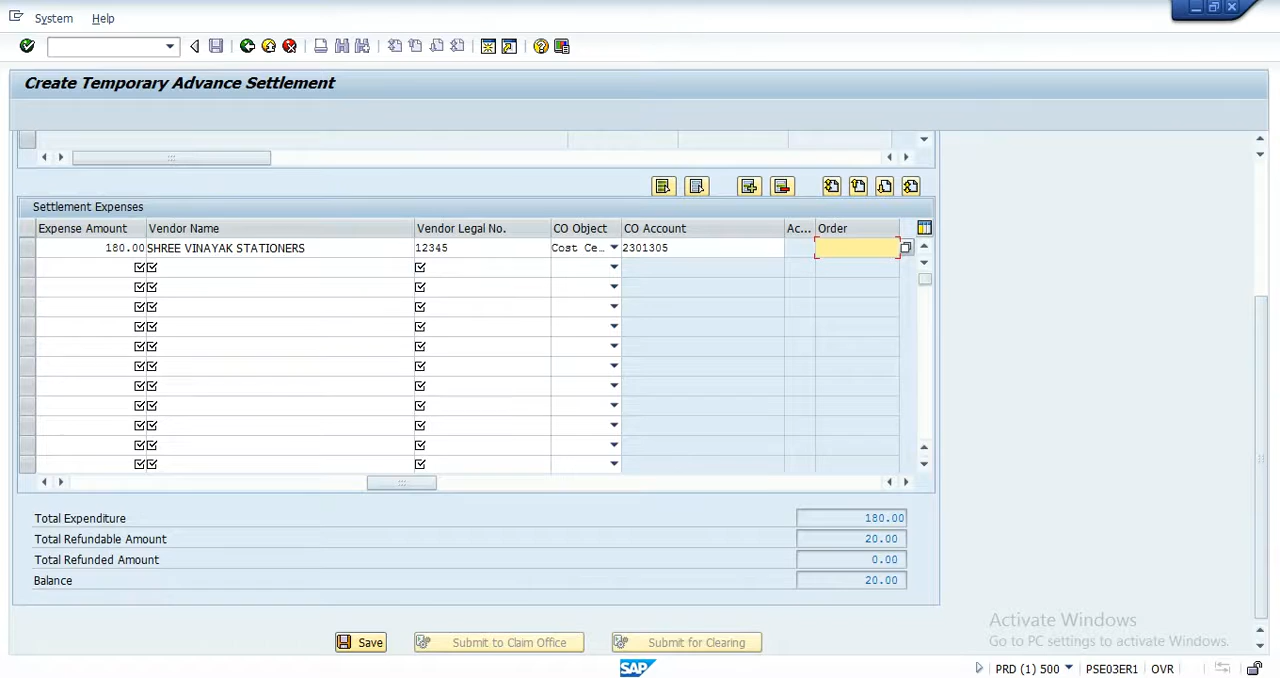 System Help
Create Temporary Advance Settlement
Settlement Expenses
Expense Amount Vendor Name Vendor Legal No. CO Object CO Account Ac... Order
180.00 SHREE VINAYAK STATIONERS 12345 Cost Ce... 2301305
Total Expenditure 180.00
Total Refundable Amount 20.00
Total Refunded Amount 0.00
Balance 20.00
Activate Windows
Go to PC settings to activate Windows.
Save Submit to Claim Office Submit for Clearing
SAP PRD (1) 500 PSE03ER1 OVR